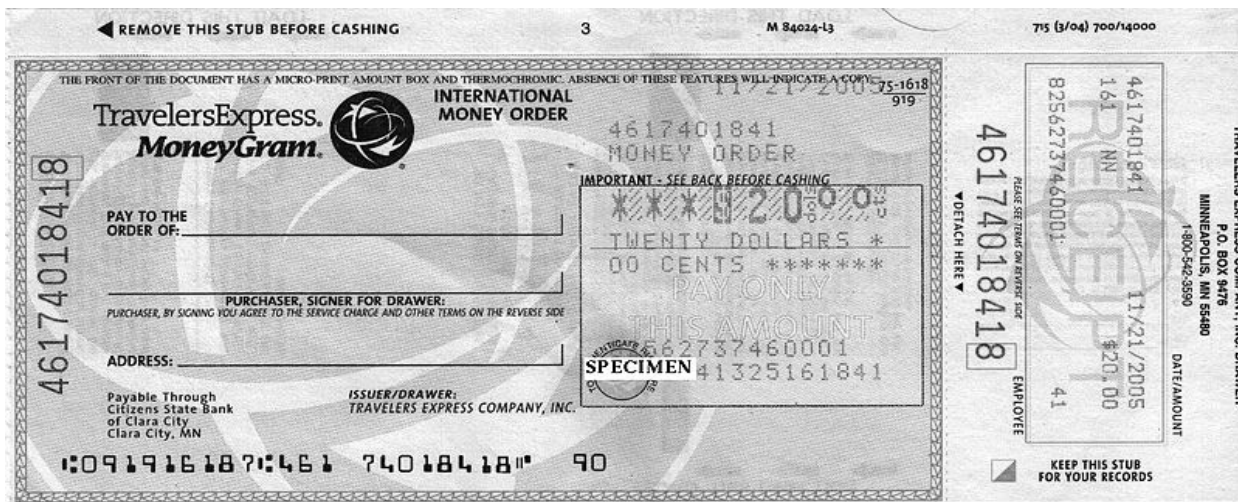 REMOVE THIS STUB BEFORE CASHING
3
M 84024-L3
715 (3/04) 700/14000
THE FRONT OF THE DOCUMENT HAS A MICRO-PRINT AMOUNT BOX AND THERMOCHROMIC. ABSENCE OF THESE FEATURES WILL INDICATE A COPY.
11/21/2005
75-1618
919
TravelersExpress.
MoneyGram.
INTERNATIONAL
MONEY ORDER
4617401841
MONEY ORDER
IMPORTANT - SEE BACK BEFORE CASHING
46174018418
PAY TO THE
ORDER OF:
***$20⁰⁰
TWENTY DOLLARS *
00 CENTS *******
PAY ONLY
THIS AMOUNT
PURCHASER, SIGNER FOR DRAWER:
PURCHASER, BY SIGNING YOU AGREE TO THE SERVICE CHARGE AND OTHER TERMS ON THE REVERSE SIDE
562737460001
SPECIMEN
41325161841
ADDRESS:
Payable Through
Citizens State Bank
of Clara City
Clara City, MN
ISSUER/DRAWER:
TRAVELERS EXPRESS COMPANY, INC.
091916187 461 74018418 90
DETACH HERE
46174018418
PLEASE SEE TERMS ON REVERSE SIDE
EMPLOYEE
RECEIPT
4617401841 11/21/2005
161 NN $20.00
82562737460001 41
DATE/AMOUNT
1-800-542-3590
MINNEAPOLIS, MN 55480
P.O. BOX 9476
KEEP THIS STUB
FOR YOUR RECORDS